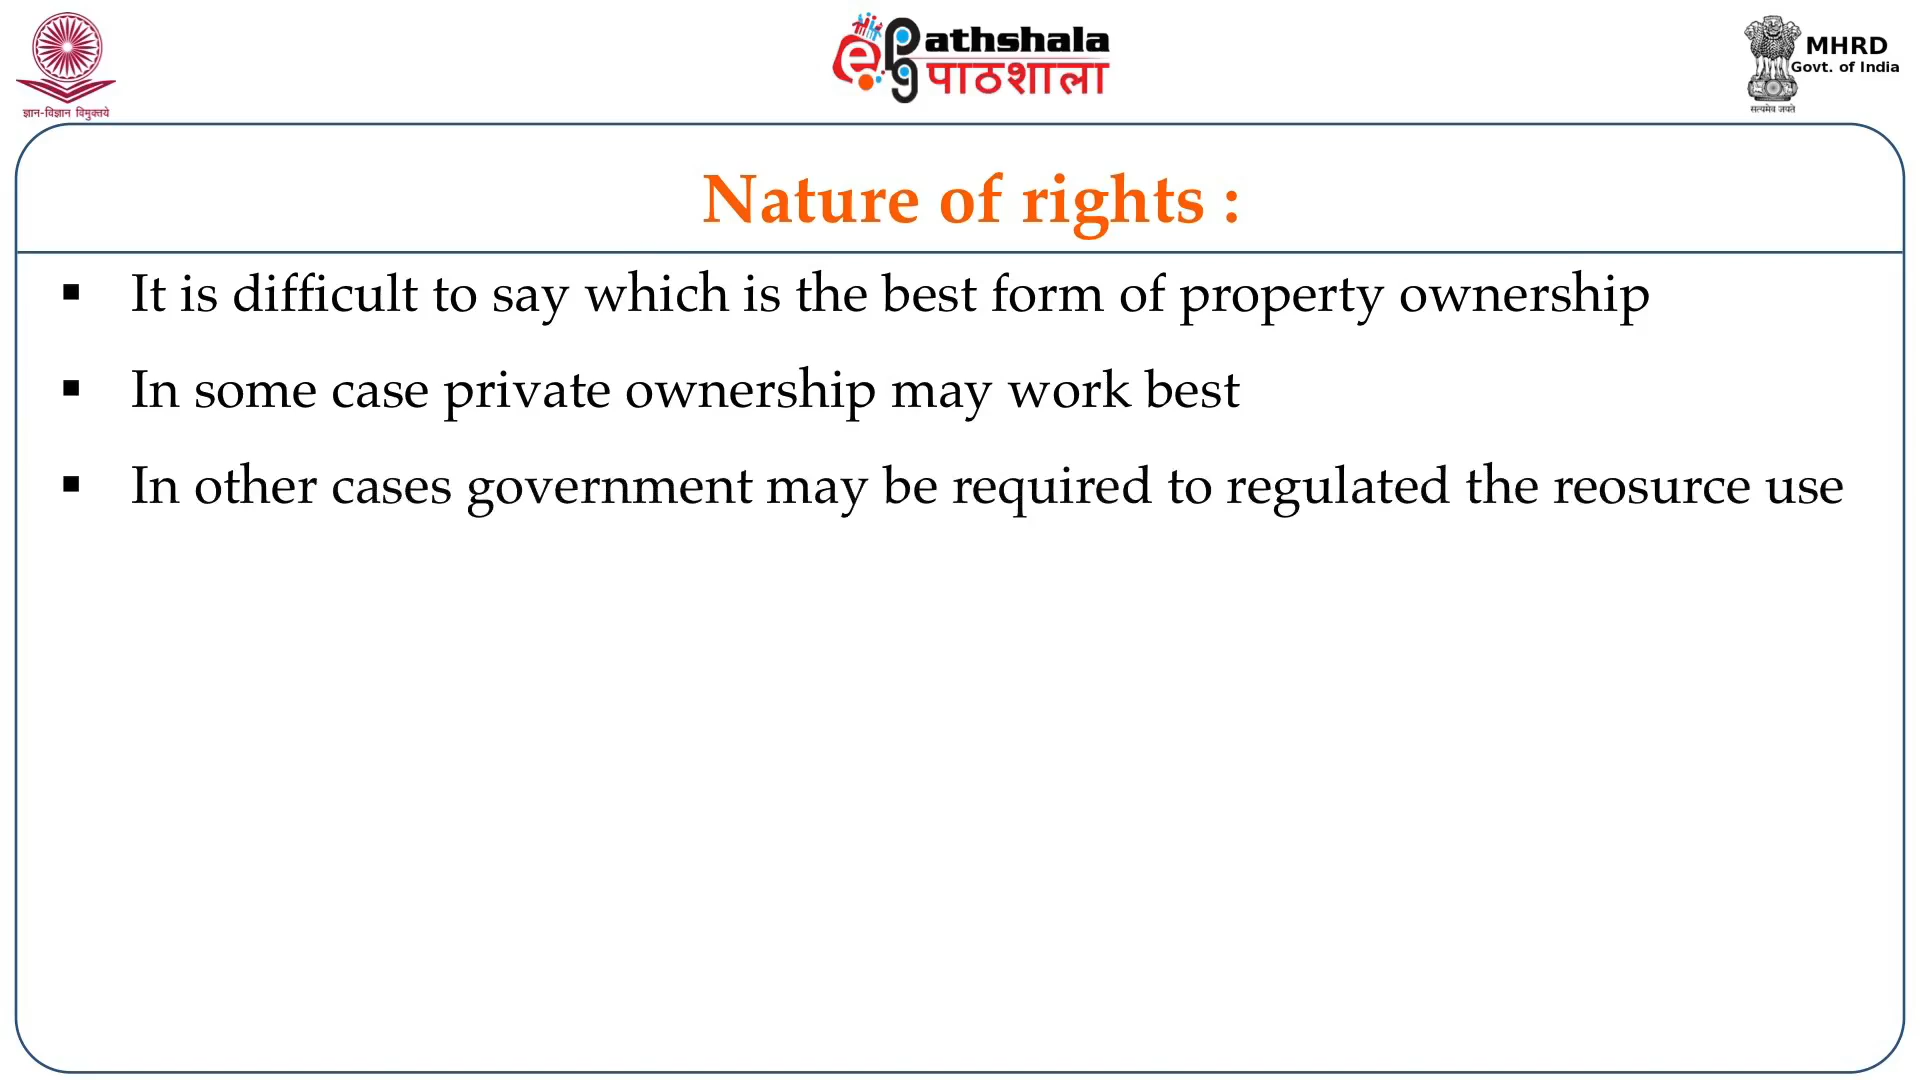 ज्ञान-विज्ञान विमुक्तये
ePathshala
pg पाठशाला
MHRD
Govt. of India
सत्यमेव जयते
Nature of rights :
▪ It is difficult to say which is the best form of property ownership
▪ In some case private ownership may work best
▪ In other cases government may be required to regulated the reosurce use